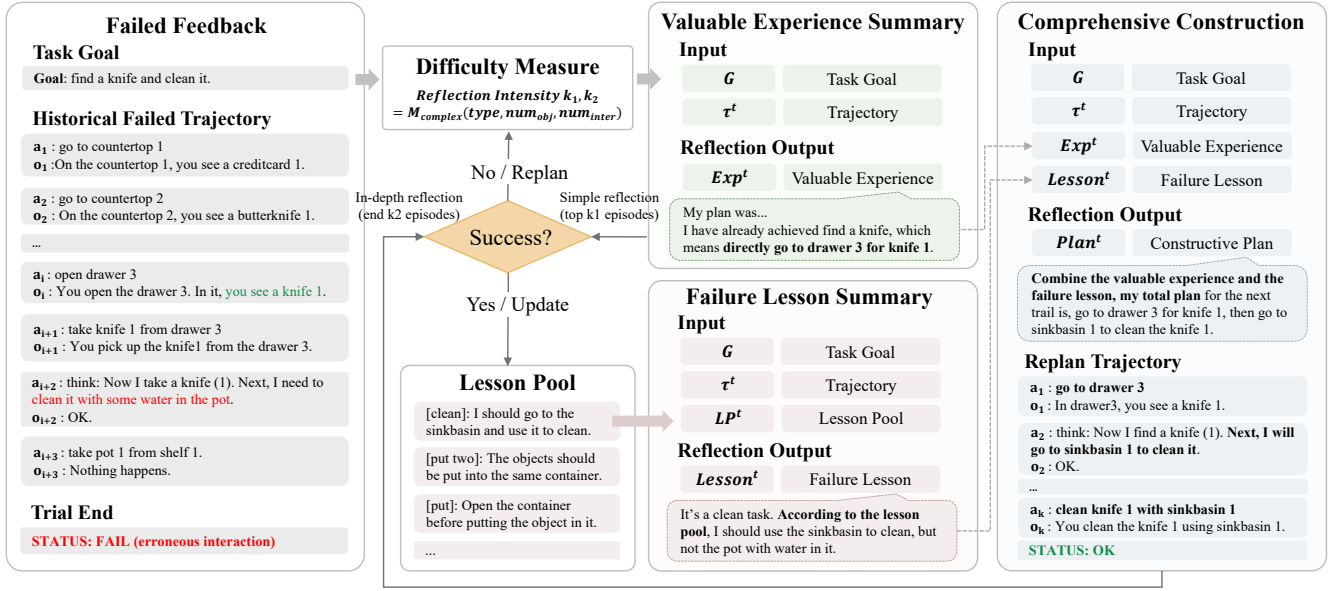 Failed Feedback
Task Goal
Goal: find a knife and clean it.
Historical Failed Trajectory
a₁ : go to countertop 1
o₁ :On the countertop 1, you see a creditcard 1.
a₂ : go to countertop 2
o₂ : On the countertop 2, you see a butterknife 1.
...
aᵢ : open drawer 3
oᵢ : You open the drawer 3. In it, you see a knife 1.
aᵢ₊₁ : take knife 1 from drawer 3
oᵢ₊₁ : You pick up the knife1 from the drawer 3.
aᵢ₊₂ : think: Now I take a knife (1). Next, I need to
clean it with some water in the pot.
oᵢ₊₂ : OK.
aᵢ₊₃ : take pot 1 from shelf 1.
oᵢ₊₃ : Nothing happens.
Trial End
STATUS: FAIL (erroneous interaction)
Difficulty Measure
Reflection Intensity k₁, k₂
= M_complex(type, num_obj, num_inter)
No / Replan
In-depth reflection
(end k2 episodes)
Simple reflection
(top k1 episodes)
Success?
Yes / Update
Lesson Pool
[clean]: I should go to the
sinkbasin and use it to clean.
[put two]: The objects should
be put into the same container.
[put]: Open the container
before putting the object in it.
...
Valuable Experience Summary
Input
G Task Goal
τᵗ Trajectory
Reflection Output
Expᵗ Valuable Experience
My plan was...
I have already achieved find a knife, which
means directly go to drawer 3 for knife 1.
Failure Lesson Summary
Input
G Task Goal
τᵗ Trajectory
LPᵗ Lesson Pool
Reflection Output
Lessonᵗ Failure Lesson
It's a clean task. According to the lesson
pool, I should use the sinkbasin to clean, but
not the pot with water in it.
Comprehensive Construction
Input
G Task Goal
τᵗ Trajectory
Expᵗ Valuable Experience
Lessonᵗ Failure Lesson
Reflection Output
Planᵗ Constructive Plan
Combine the valuable experience and the
failure lesson, my total plan for the next
trail is, go to drawer 3 for knife 1, then go to
sinkbasin 1 to clean the knife 1.
Replan Trajectory
a₁ : go to drawer 3
o₁ : In drawer3, you see a knife 1.
a₂ : think: Now I find a knife (1). Next, I will
go to sinkbasin 1 to clean it.
o₂ : OK.
...
aₖ : clean knife 1 with sinkbasin 1
oₖ : You clean the knife 1 using sinkbasin 1.
STATUS: OK